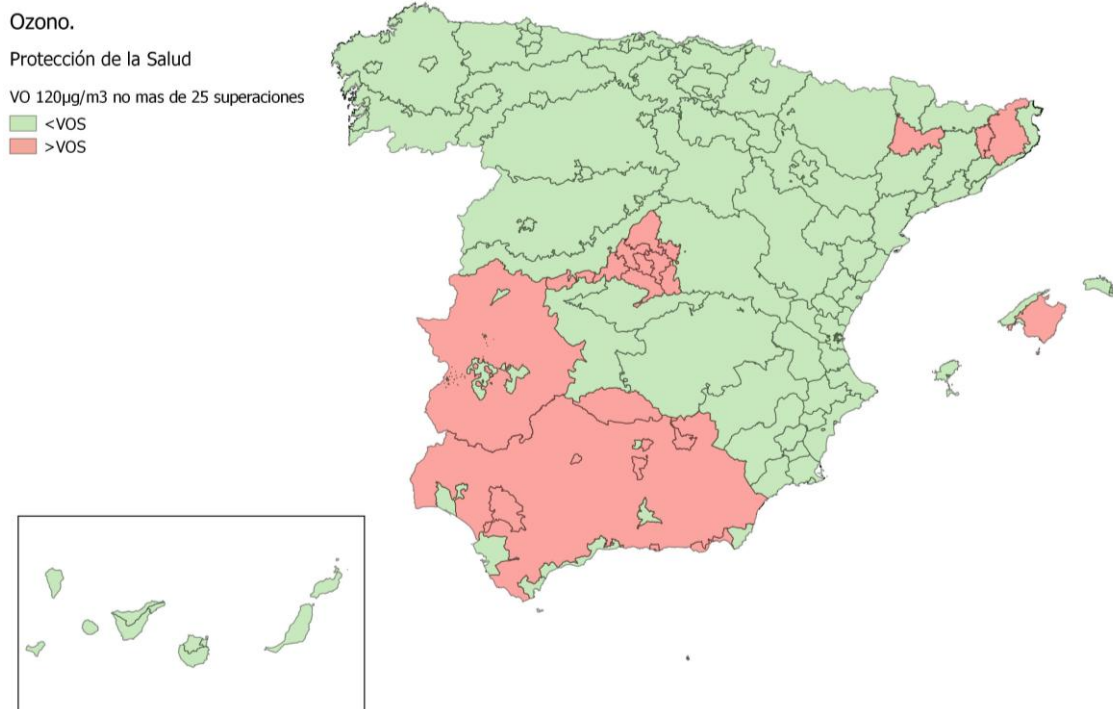 Ozono.
Protección de la Salud
VO 120µg/m3 no mas de 25 superaciones
<VOS
>VOS